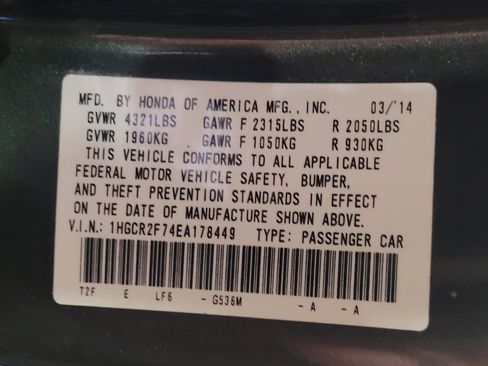 MFD. BY HONDA OF AMERICA MFG., INC. 03/'14
GVWR 4321LBS GAWR F 2315LBS R 2050LBS
GVWR 1960KG GAWR F 1050KG R 930KG
THIS VEHICLE CONFORMS TO ALL APPLICABLE
FEDERAL MOTOR VEHICLE SAFETY, BUMPER,
AND THEFT PREVENTION STANDARDS IN EFFECT
ON THE DATE OF MANUFACTURE SHOWN ABOVE.
V.I.N.: 1HGCR2F74EA178449 TYPE: PASSENGER CAR
T2F E LF6 - G536M - A - A